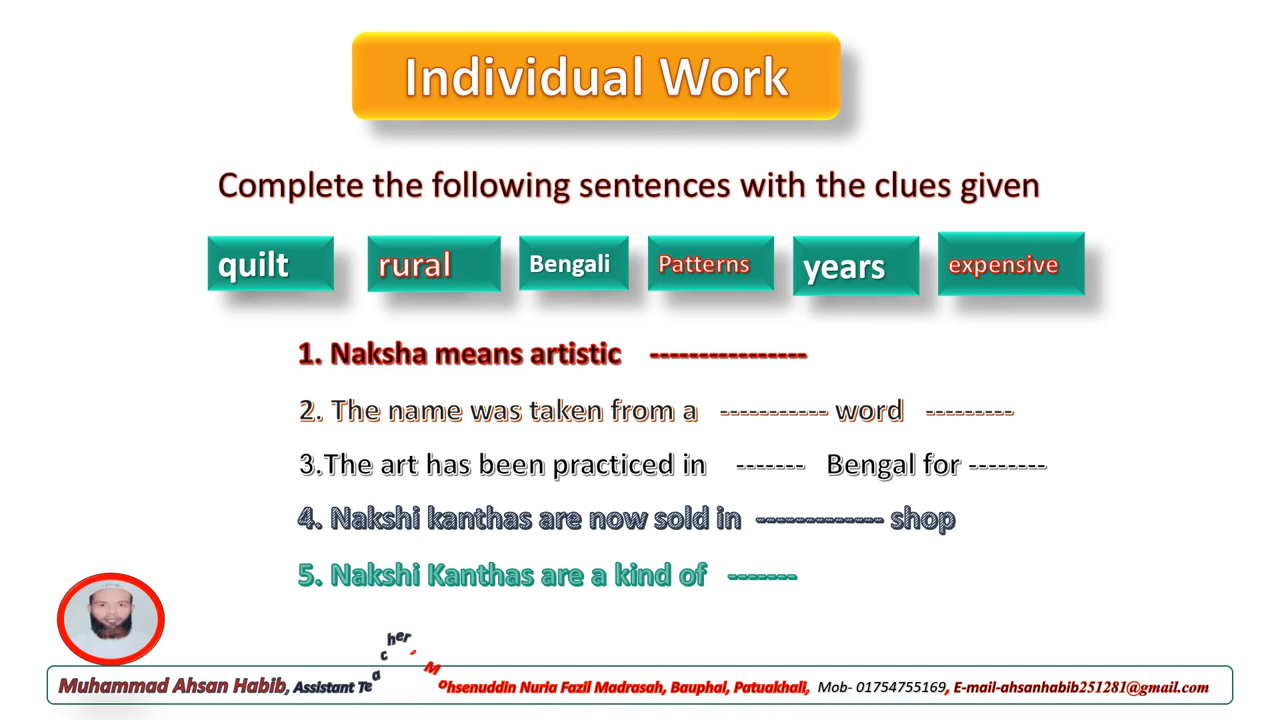 Individual Work
Complete the following sentences with the clues given
quilt rural Bengali Patterns years expensive
1. Naksha means artistic ----------------
2. The name was taken from a ----------- word ---------
3.The art has been practiced in ------- Bengal for --------
4. Nakshi kanthas are now sold in ------------- shop
5. Nakshi Kanthas are a kind of -------
Muhammad Ahsan Habib, Assistant Teacher, Mohsenuddin Nuria Fazil Madrasah, Bauphal, Patuakhali, Mob- 01754755169, E-mail-ahsanhabib251281@gmail.com